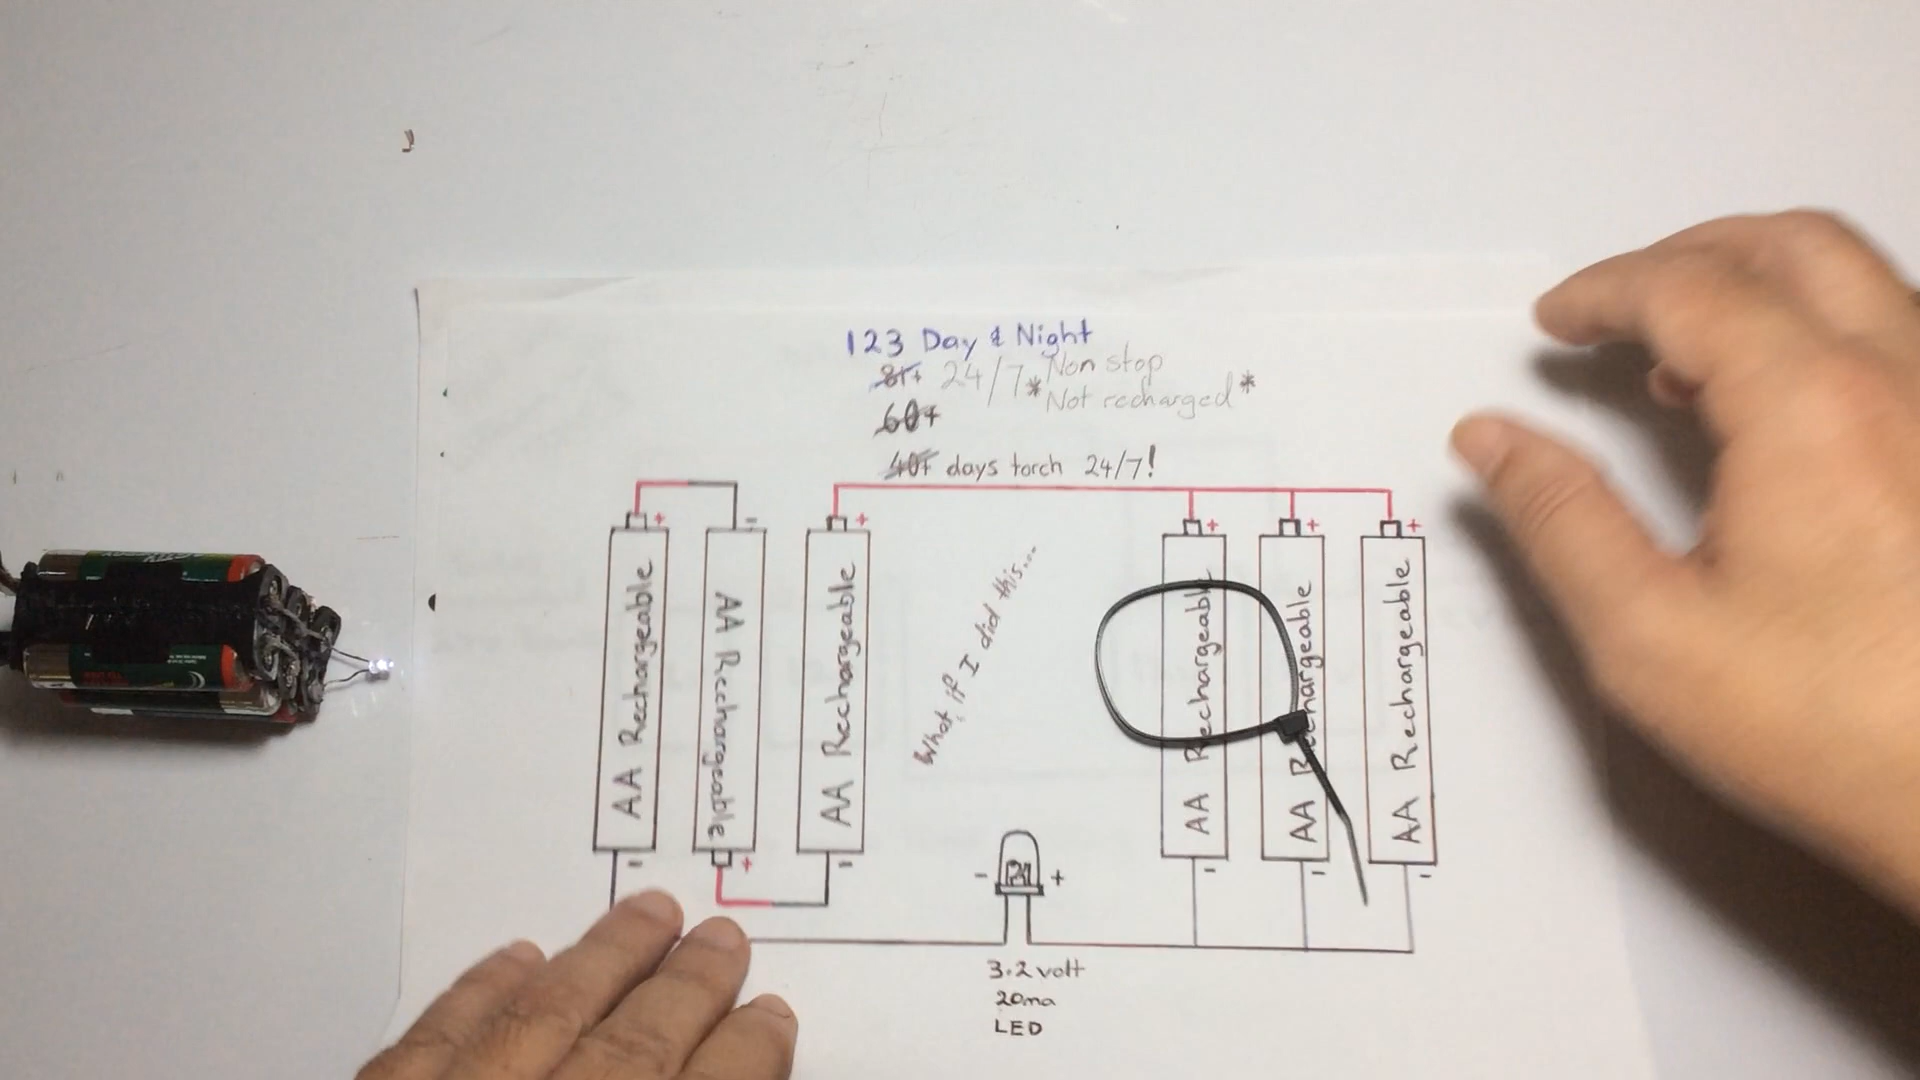 123 Day & Night
81+ 24/7 Non stop
*Not recharged*
60+
40+ days torch 24/7!
+ - + + + +
AA Rechargeable
AA Rechargeable
AA Rechargeable
What if I did this...
AA Rechargeable
AA Rechargeable
AA Rechargeable
- + - - - -
- +
3.2 volt
20ma
LED